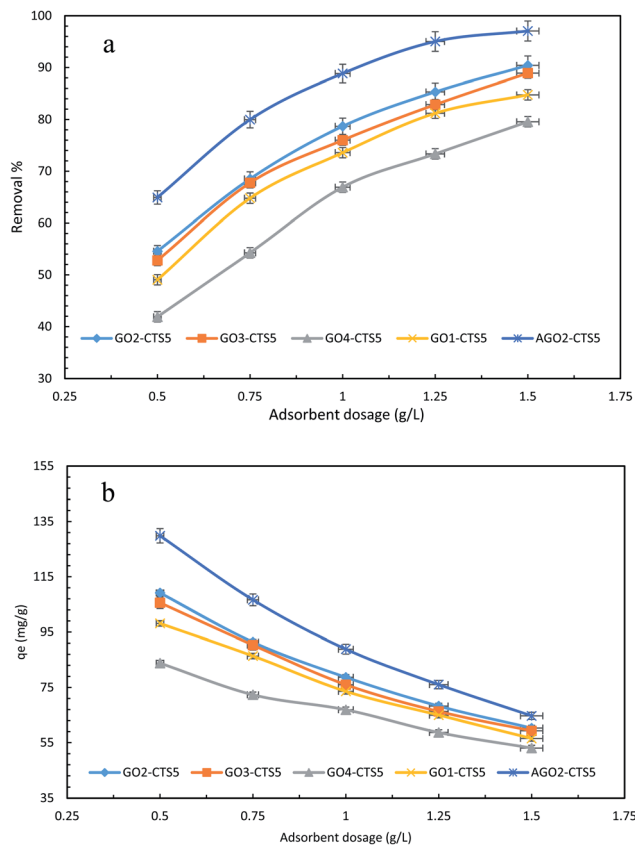 a
100
90
80
70
60
50
40
30
Removal %
GO2-CTS5 GO3-CTS5 GO4-CTS5 GO1-CTS5 AGO2-CTS5
0.25 0.5 0.75 1 1.25 1.5 1.75
Adsorbent dosage (g/L)
b
155
135
115
95
75
55
35
qe (mg/g)
GO2-CTS5 GO3-CTS5 GO4-CTS5 GO1-CTS5 AGO2-CTS5
0.25 0.5 0.75 1 1.25 1.5 1.75
Adsorbent dosage (g/L)